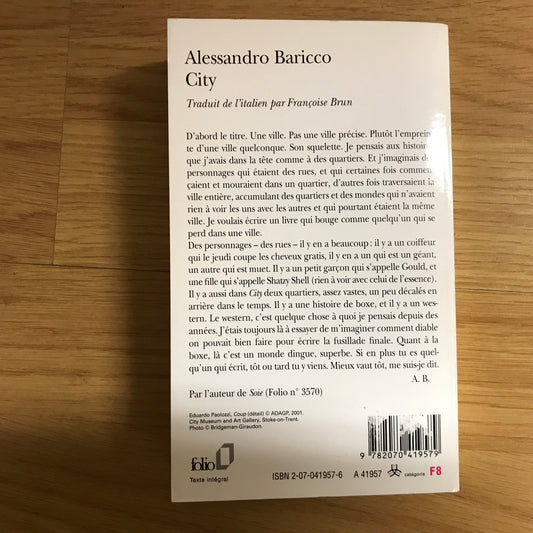 Alessandro Baricco
City
Traduit de l'italien par Françoise Brun
D'abord le titre. Une ville. Pas une ville précise. Plutôt l'emprein-
te d'une ville quelconque. Son squelette. Je pensais aux histoires
que j'avais dans la tête comme à des quartiers. Et j'imaginais des
personnages qui étaient des rues, et qui certaines fois commen-
çaient et mouraient dans un quartier, d'autres fois traversaient la
ville entière, accumulant des quartiers et des mondes qui n'avaient
rien à voir les uns avec les autres et qui pourtant étaient la même
ville. Je voulais écrire un livre qui bouge comme quelqu'un qui se
perd dans une ville.
Des personnages – des rues – il y en a beaucoup : il y a un coiffeur
qui le jeudi coupe les cheveux gratis, il y en a un qui est un géant,
un autre qui est muet. Il y a un petit garçon qui s'appelle Gould, et
une fille qui s'appelle Shatzy Shell (rien à voir avec celui de l'essence).
Il y a aussi dans City deux quartiers, assez vastes, un peu décalés en
arrière dans le temps. Il y a une histoire de boxe, et il y a un wes-
tern. Le western, c'est quelque chose à quoi je pensais depuis des
années. J'étais toujours là à essayer de m'imaginer comment diable
on pouvait bien faire pour écrire la fusillade finale. Quant à la
boxe, là c'est un monde dingue, superbe. Si en plus tu es quel-
qu'un qui écrit, tôt ou tard tu y viens. Mieux vaut tôt, me suis-je dit.
A. B.
Par l'auteur de Soie (Folio n° 3570)
Eduardo Paolozzi, Coup (détail) © ADAGP, 2001.
City Museum and Art Gallery, Stoke-on-Trent.
Photo © Bridgeman-Giraudon.
folio
Texte intégral
9 782070 419579
ISBN 2-07-041957-6 A 41957 catégorie F8